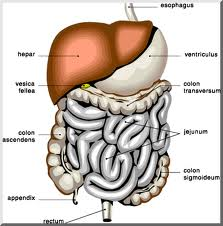 esophagus
hepar
ventriculus
vesica
fellea
colon
transversum
colon
ascendens
jejunum
colon
sigmoideum
appendix
rectum